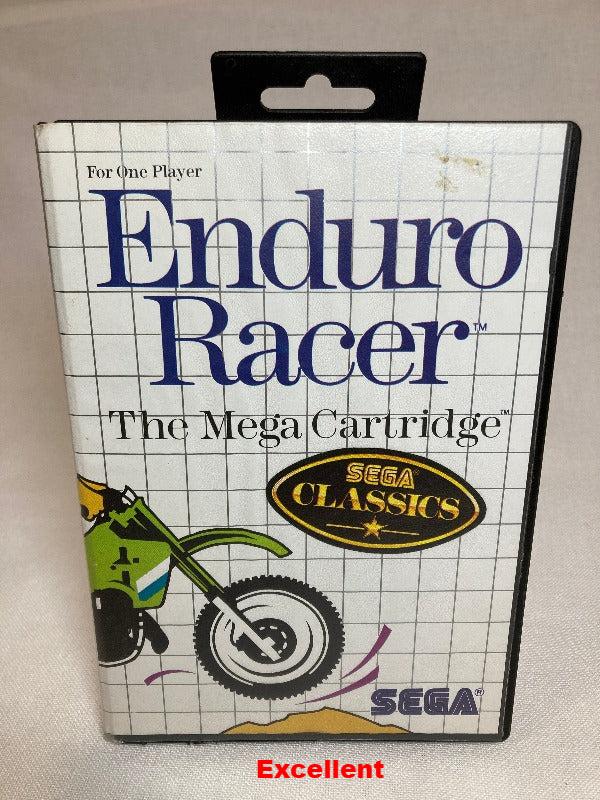 For One Player
Enduro
Racer™
The Mega Cartridge™
SEGA®
CLASSICS
SEGA®
Excellent